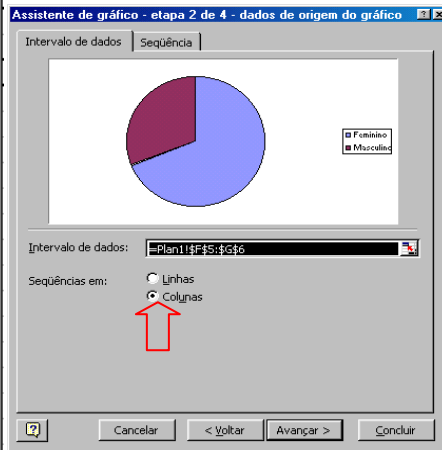 Assistente de gráfico - etapa 2 de 4 - dados de origem do gráfico
Intervalo de dados
Seqüência
Feminino
Masculino
Intervalo de dados:
=Plan1!$F$5:$G$6
Seqüências em:
Linhas
Colunas
Cancelar
< Voltar
Avançar >
Concluir